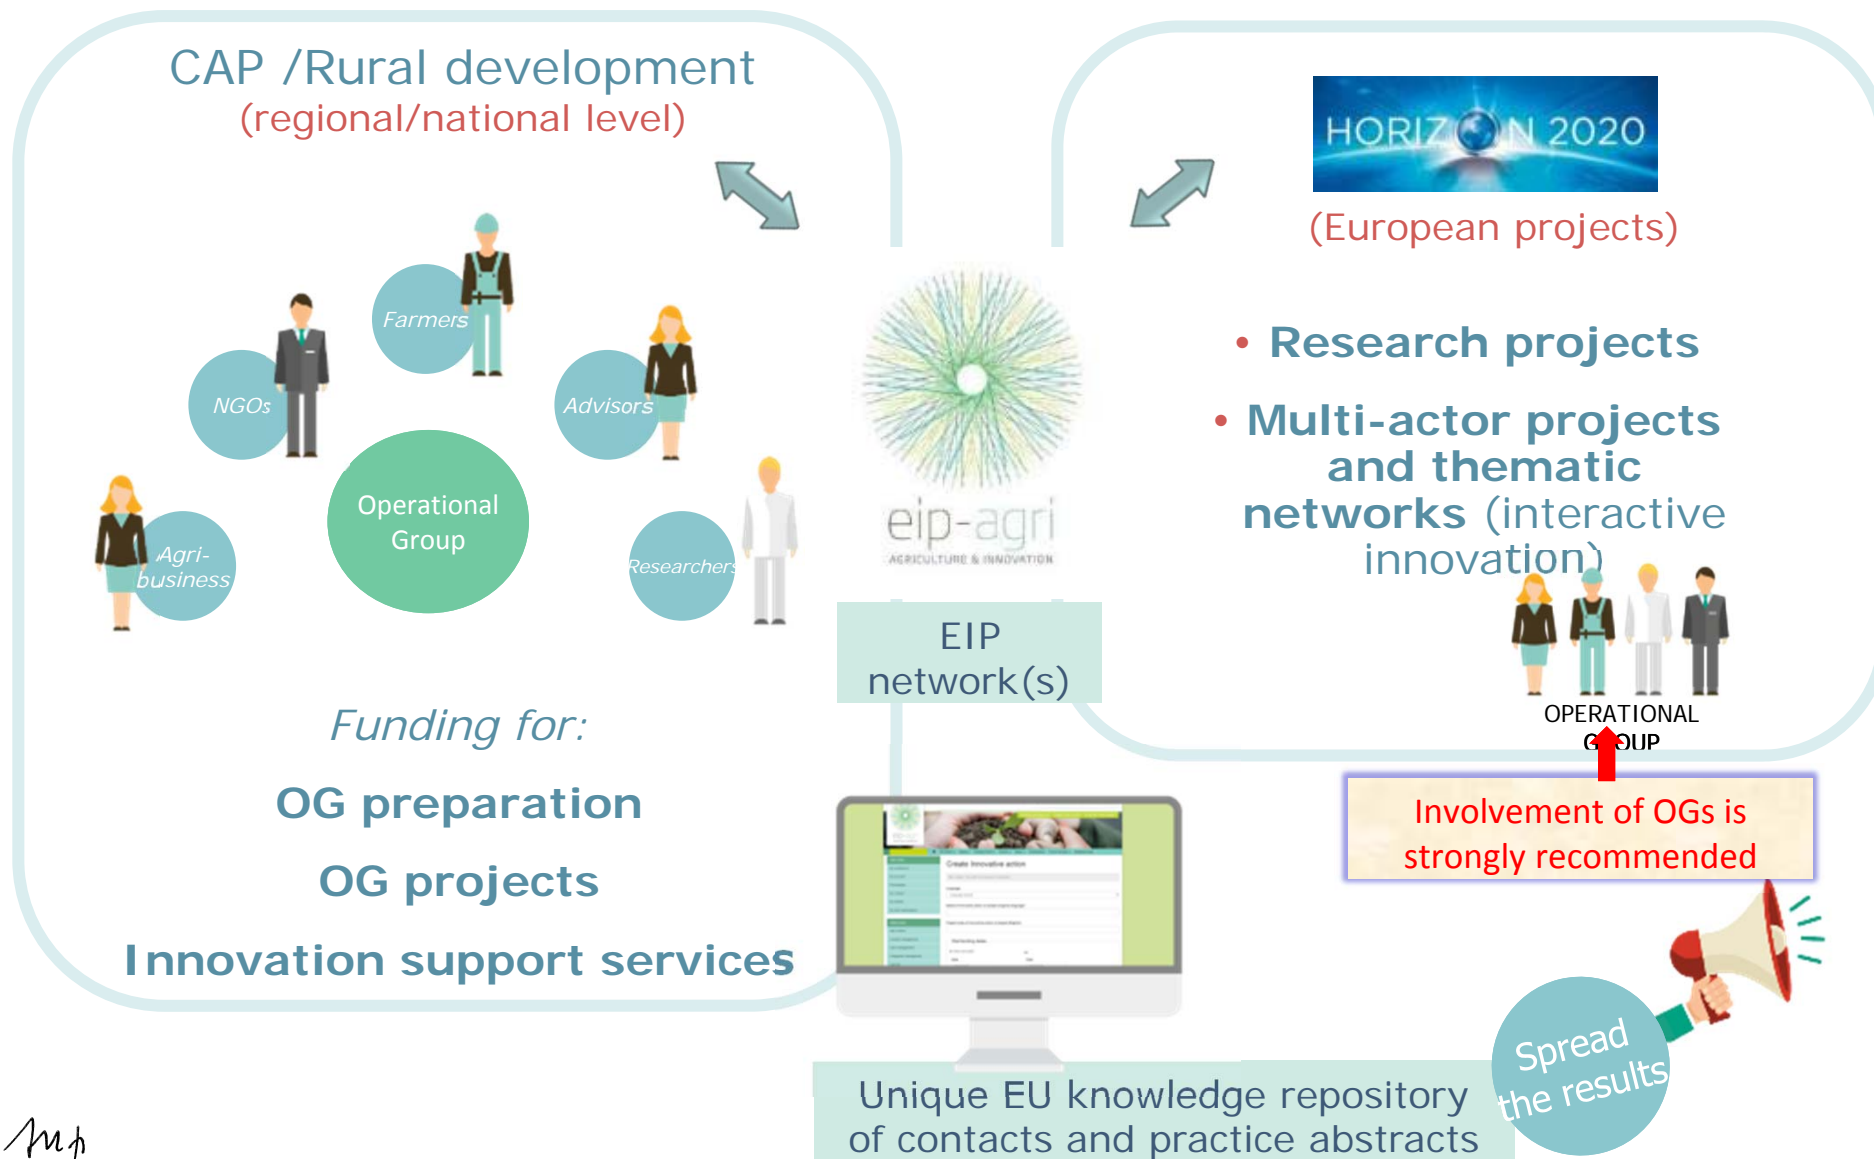 CAP /Rural development
(regional/national level)
HORIZON 2020
(European projects)
Farmers
NGOs
Advisors
Operational
Group
Agri-
business
Researchers
eip-agri
AGRICULTURE & INNOVATION
• Research projects
• Multi-actor projects
and thematic
networks (interactive
innovation)
EIP
network(s)
OPERATIONAL
GROUP
Funding for:
OG preparation
OG projects
Innovation support services
Involvement of OGs is
strongly recommended
Create Innovative action
Spread
the results
Unique EU knowledge repository
of contacts and practice abstracts